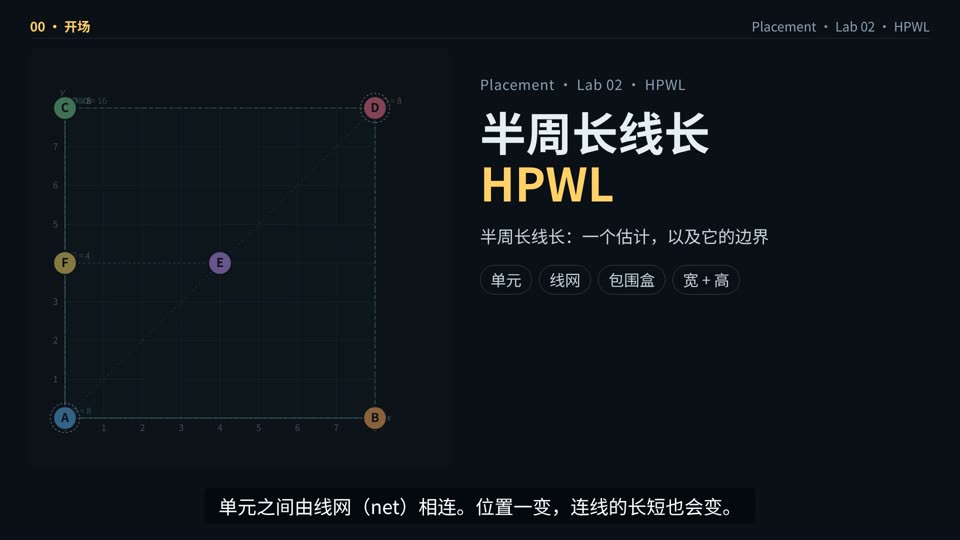 00 • 开场
Placement • Lab 02 • HPWL
Placement • Lab 02 • HPWL
半周长线长
HPWL
半周长线长：一个估计，以及它的边界
单元 线网 包围盒 宽 + 高
y
C = 16
D = 8
7
6
5
F = 4
E
3
2
1
A = 8
B x
1 2 3 4 5 6 7
单元之间由线网（net）相连。位置一变，连线的长短也会变。